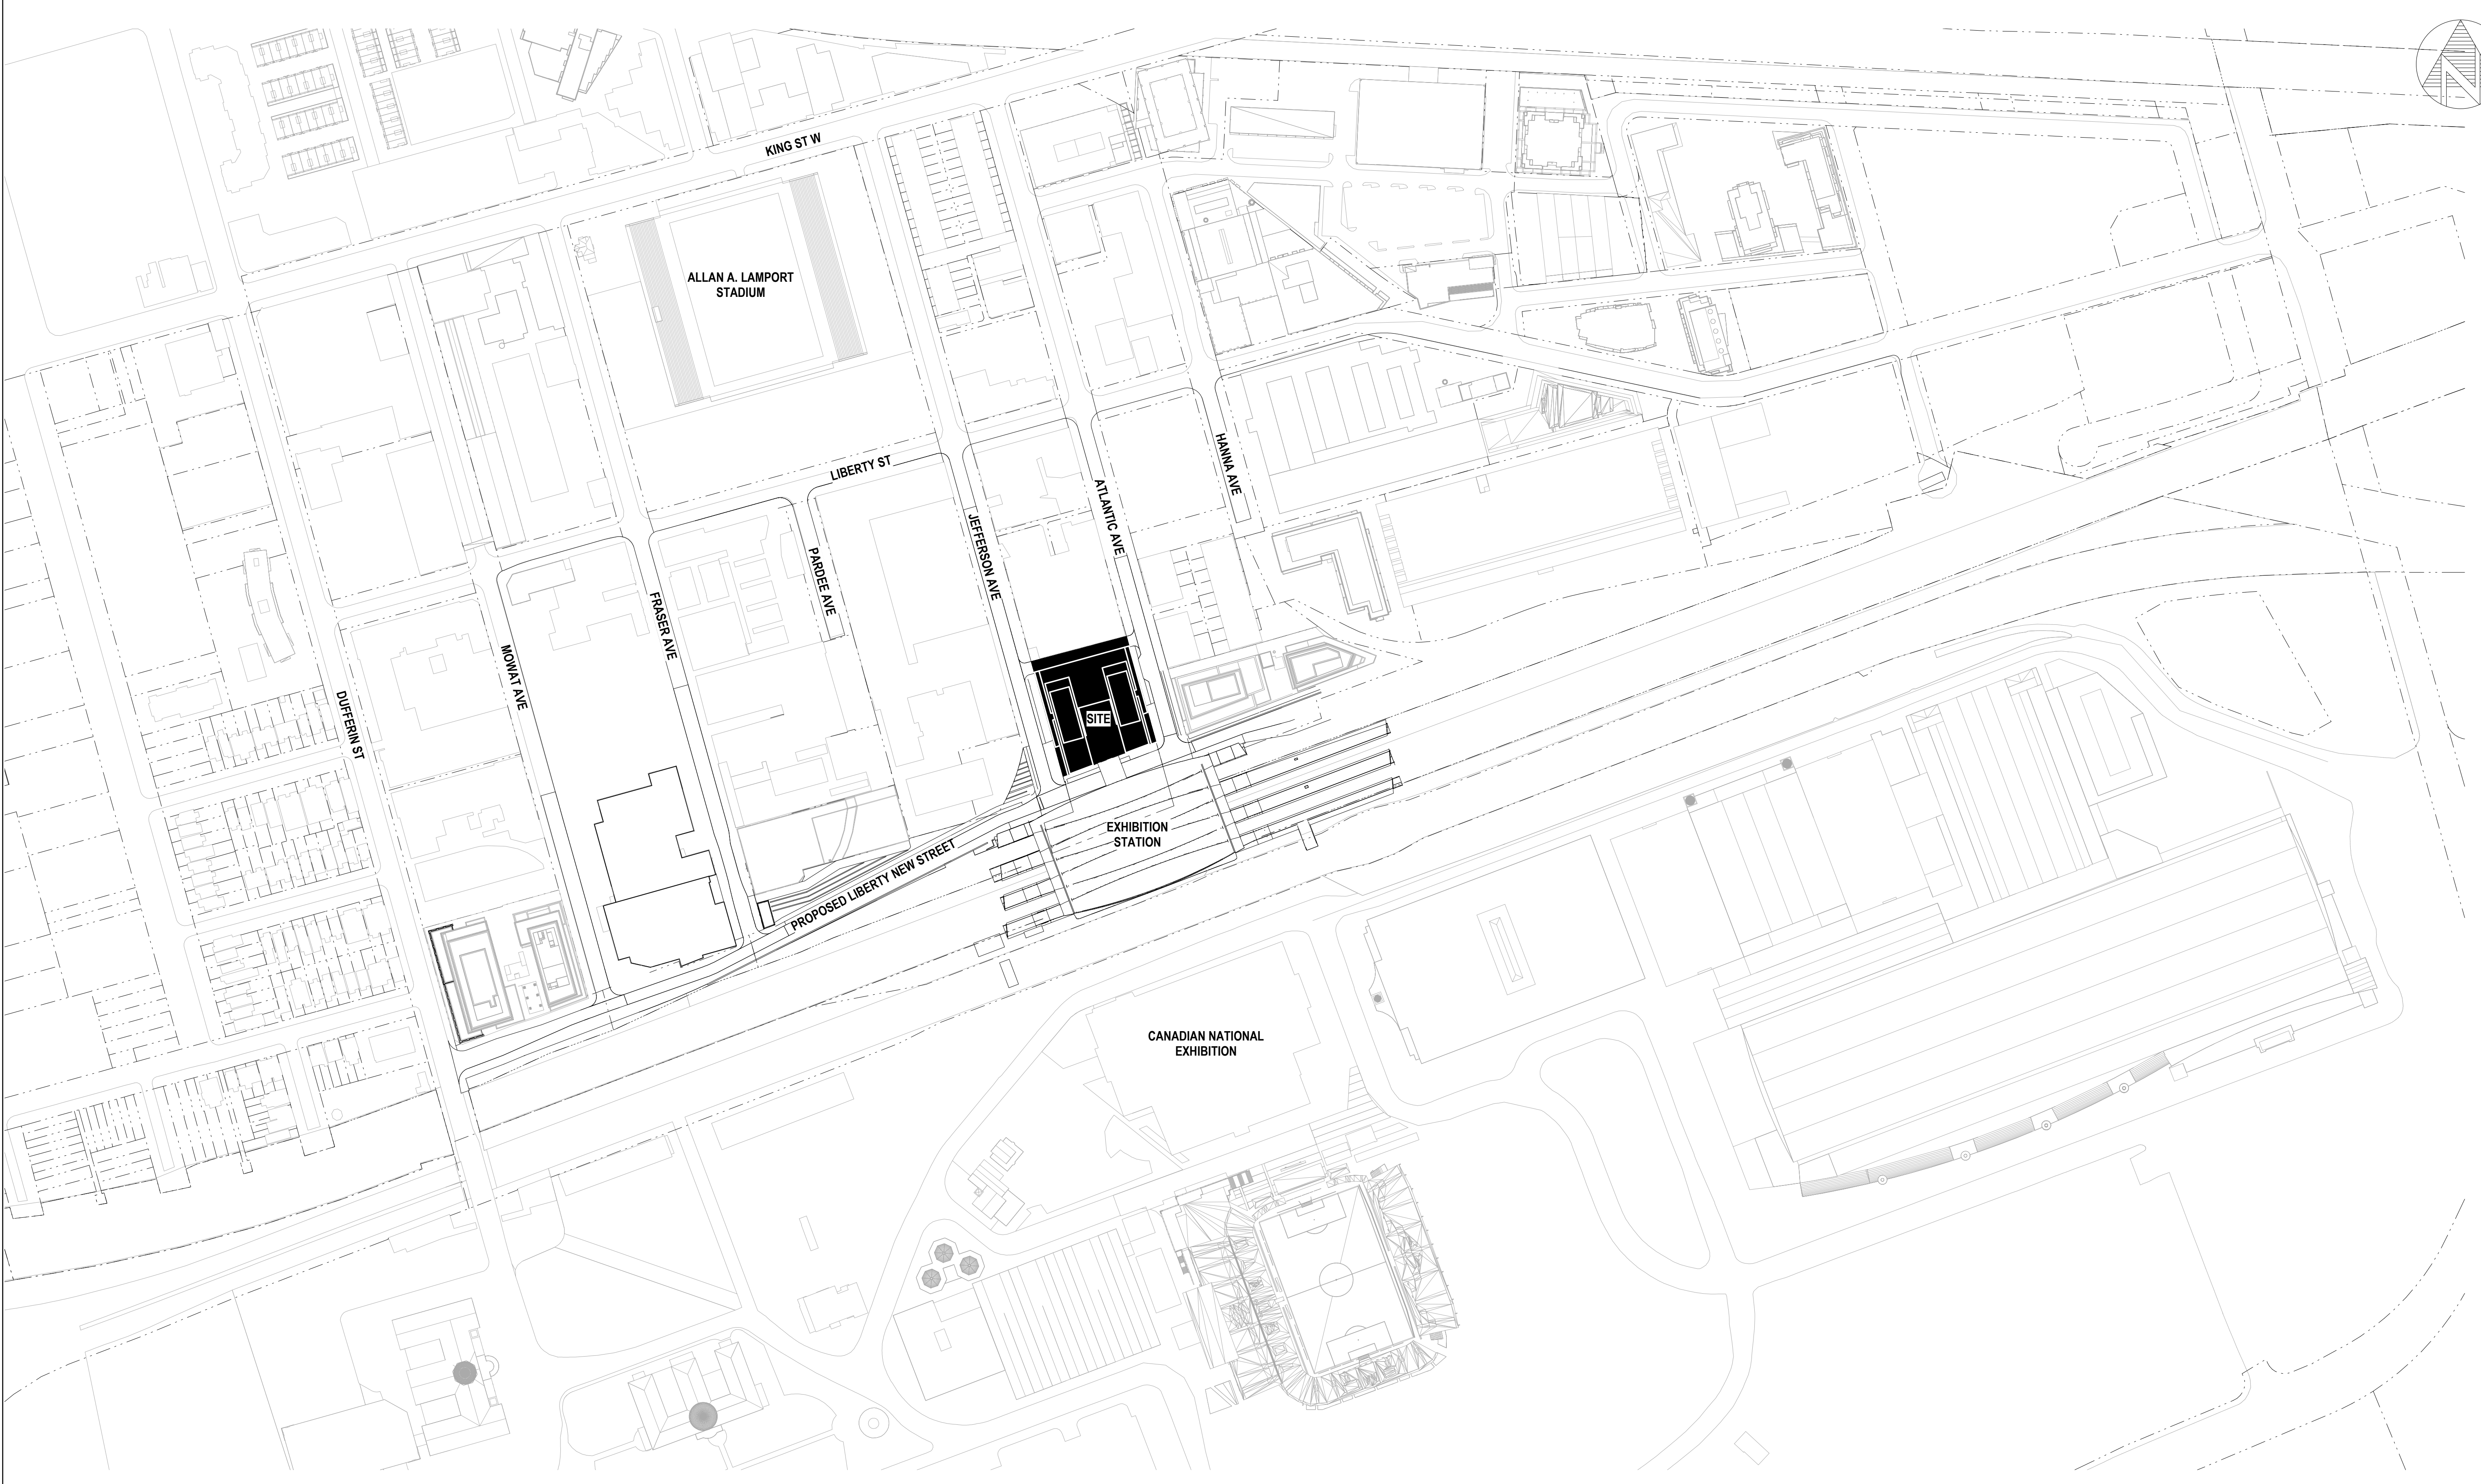 KING ST W
ALLAN A. LAMPORT
STADIUM
LIBERTY ST
HANNA AVE
ATLANTIC AVE
JEFFERSON AVE
PARDEE AVE
FRASER AVE
MOWAT AVE
DUFFERIN ST
SITE
EXHIBITION
STATION
PROPOSED LIBERTY NEW STREET
CANADIAN NATIONAL
EXHIBITION